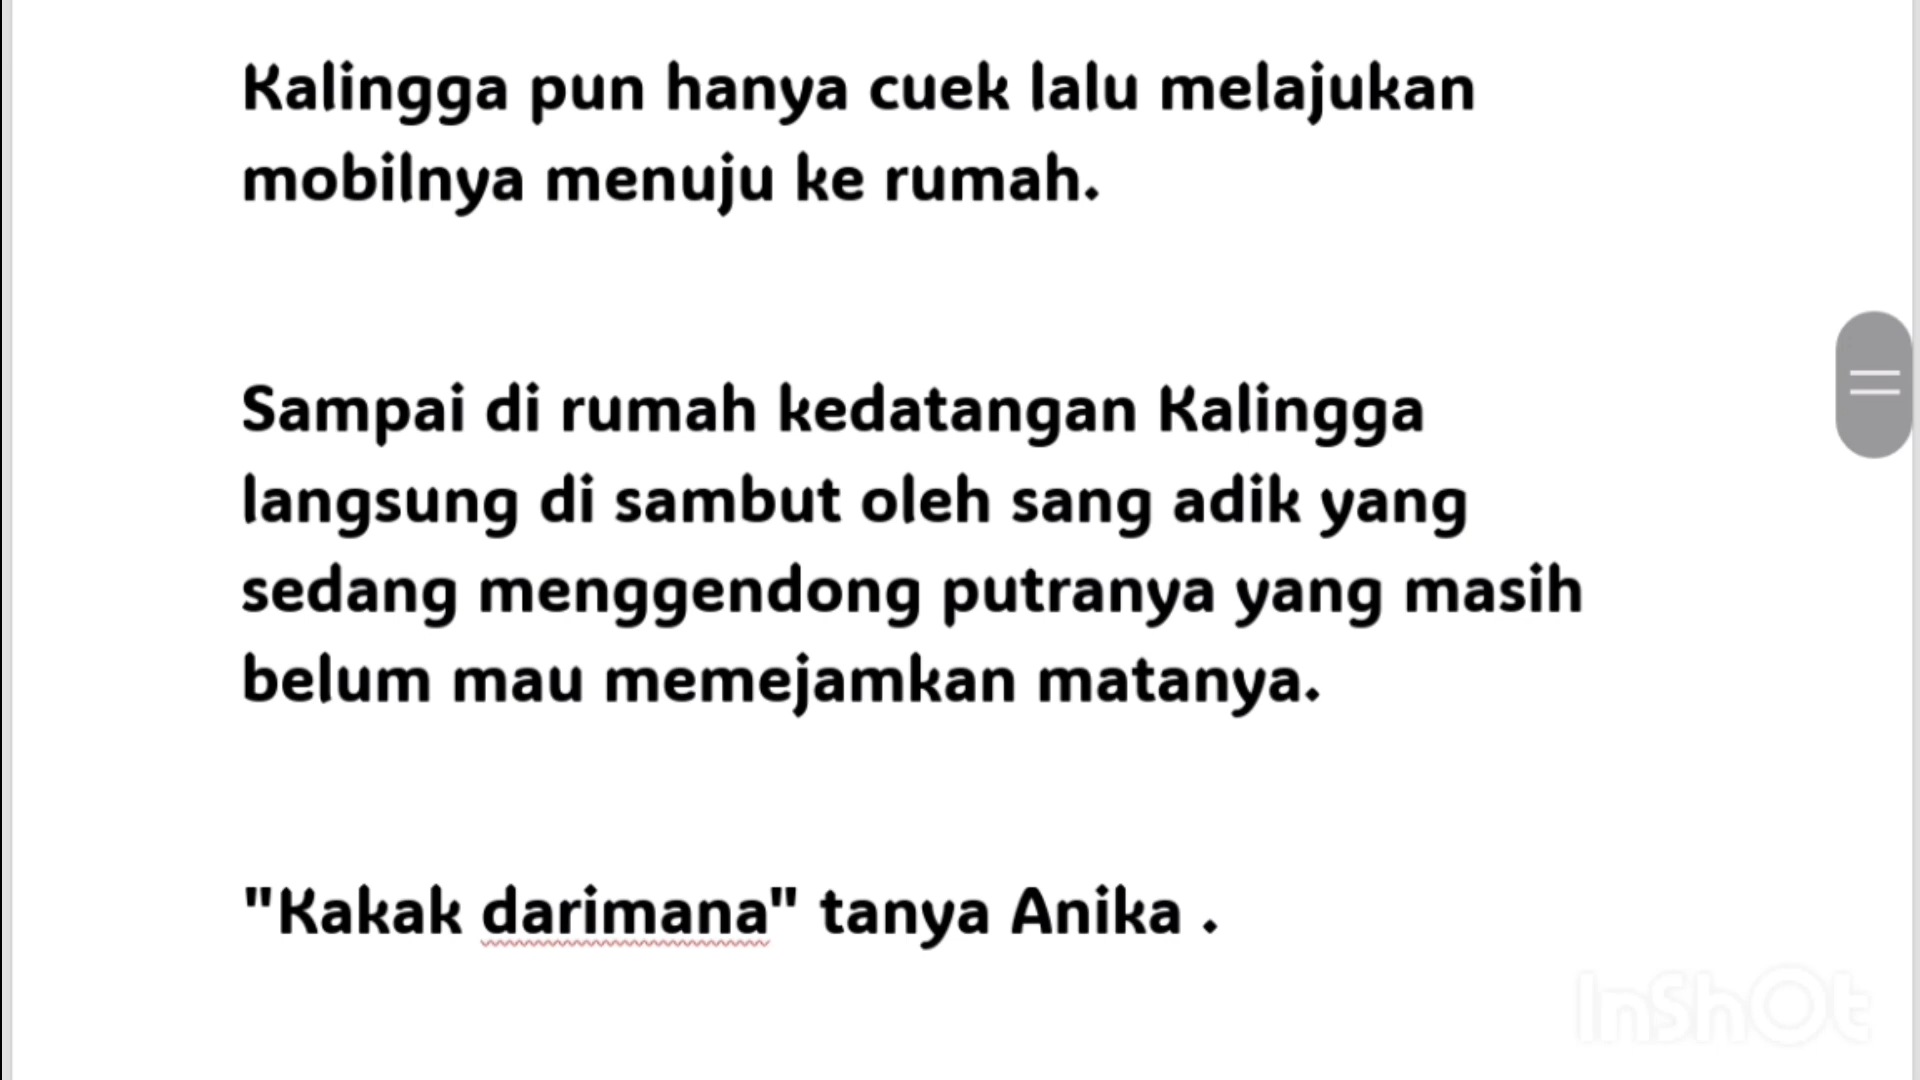 Kalingga pun hanya cuek lalu melajukan
mobilnya menuju ke rumah.
Sampai di rumah kedatangan Kalingga
langsung di sambut oleh sang adik yang
sedang menggendong putranya yang masih
belum mau memejamkan matanya.
"Kakak darimana" tanya Anika .
InShOt